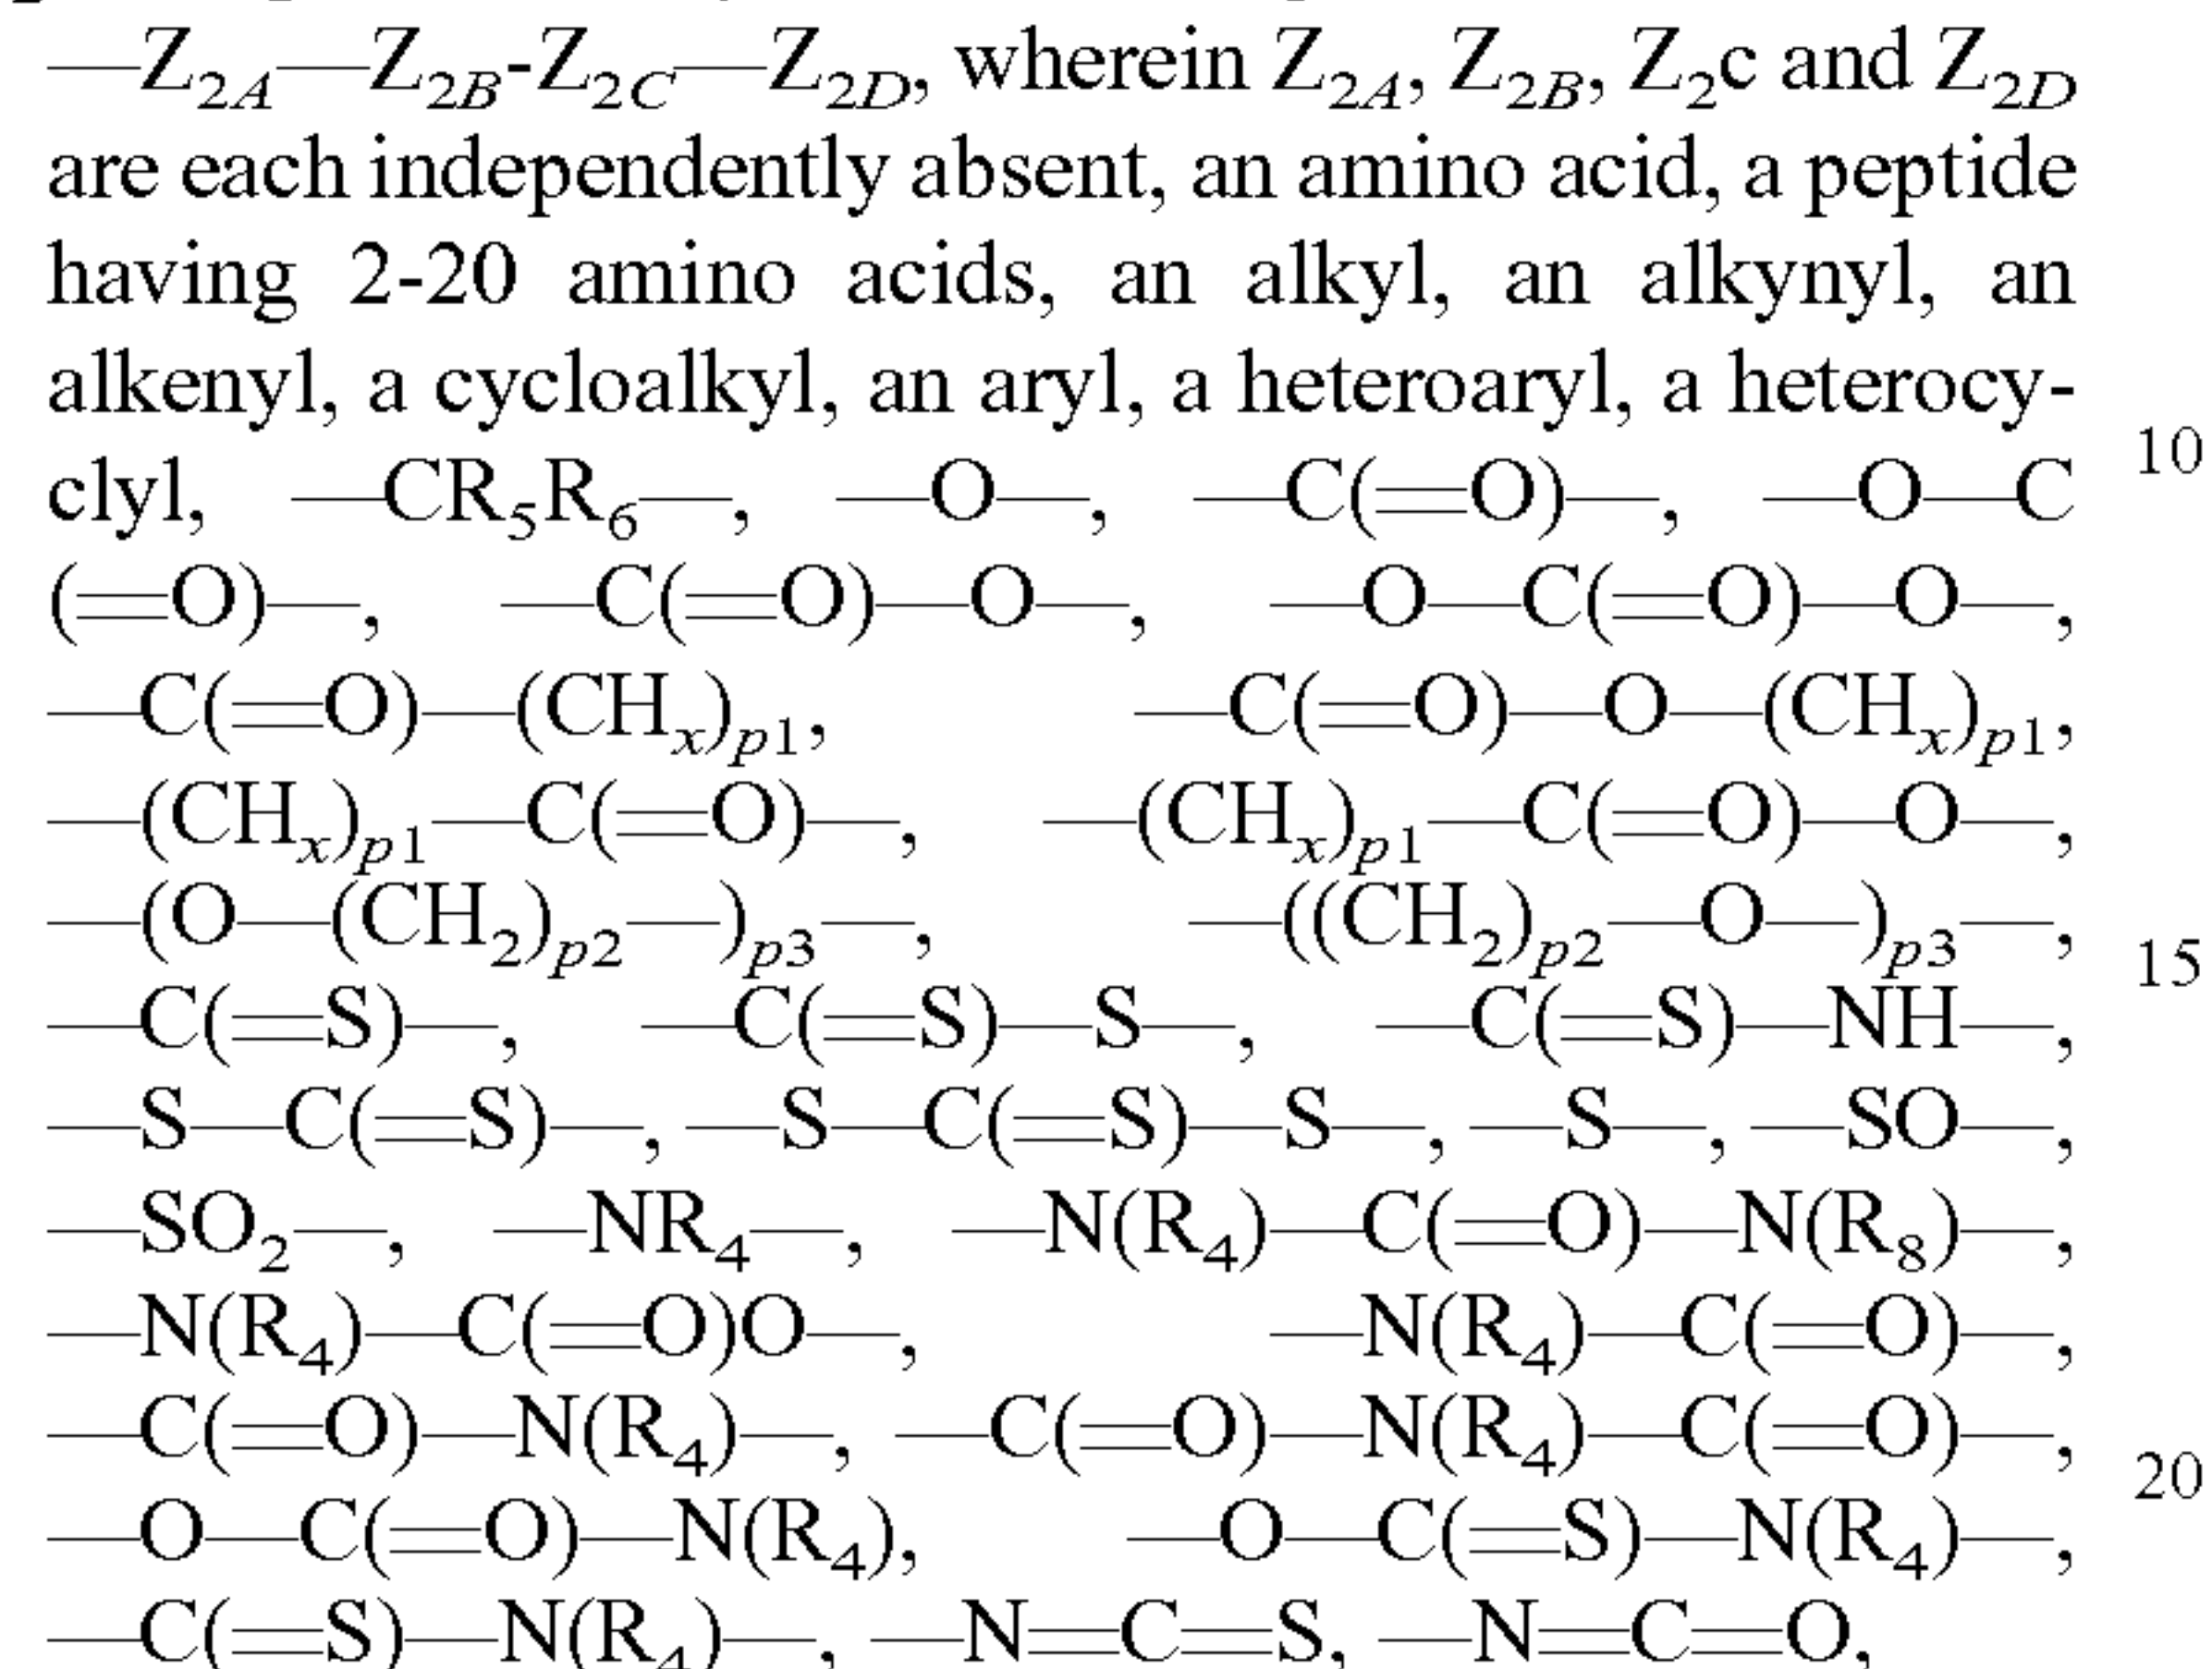 —Z₂A—Z₂B-Z₂C—Z₂D, wherein Z₂A, Z₂B, Z₂c and Z₂D
are each independently absent, an amino acid, a peptide
having 2-20 amino acids, an alkyl, an alkynyl, an
alkenyl, a cycloalkyl, an aryl, a heteroaryl, a heterocy-
10
clyl, —CR₅R₆—, —O—, —C(=O)—, —O—C
(=O)—, —C(=O)—O—, —O—C(=O)—O—,
—C(=O)—(CHₓ)p1, —C(=O)—O—(CHₓ)p1,
—(CHₓ)p1—C(=O)—, —(CHₓ)p1—C(=O)—O—,
—(O—(CH₂)p2—)p3—, —((CH₂)p2—O—)p3—,
15
—C(=S)—, —C(=S)—S—, —C(=S)—NH—,
—S—C(=S)—, —S—C(=S)—S—, —S—, —SO—,
—SO₂—, —NR₄—, —N(R₄)—C(=O)—N(R₈)—,
—N(R₄)—C(=O)O—, —N(R₄)—C(=O)—,
—C(=O)—N(R₄)—, —C(=O)—N(R₄)—C(=O)—,
20
—O—C(=O)—N(R₄), —O—C(=S)—N(R₄)—,
—C(=S)—N(R₄)—, —N=C=S, —N=C=O,